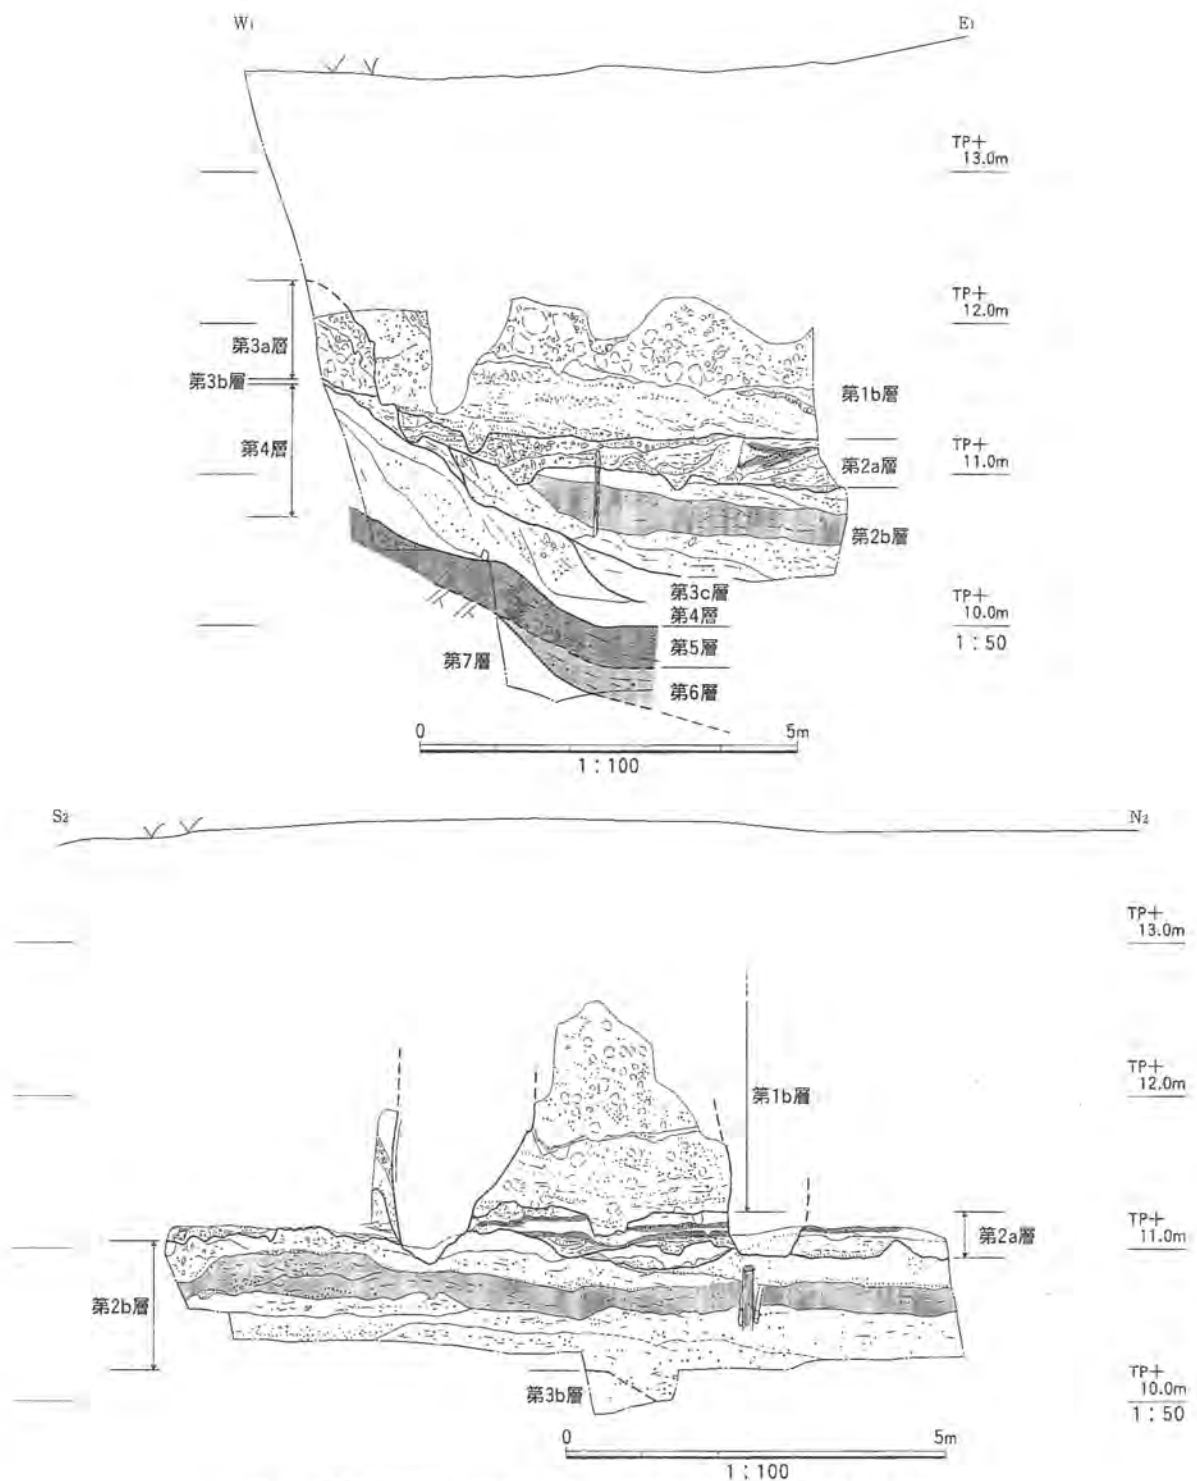 W₁
E₁
TP+
13.0m
TP+
12.0m
第3a層
第3b層
第1b層
第4層
第2a層
TP+
11.0m
第2b層
第3c層
第4層
TP+
10.0m
1:50
第5層
第7層
第6層
0
5m
1:100
S₂
N₂
TP+
13.0m
TP+
12.0m
第1b層
第2a層
TP+
11.0m
第2b層
第3b層
TP+
10.0m
1:50
0
5m
1:100